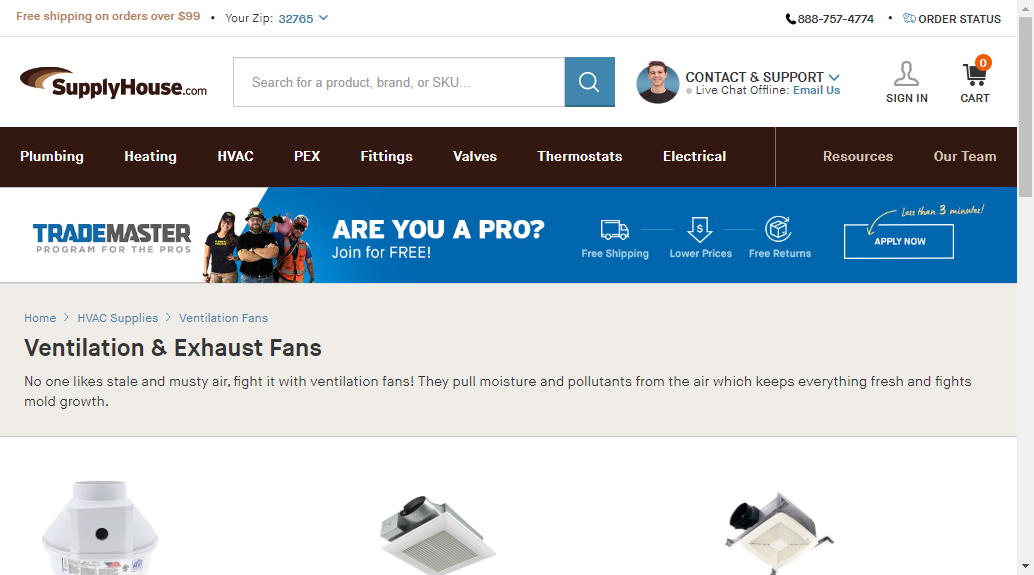 Free shipping on orders over $99 • Your Zip: 32765
888-757-4774 • ORDER STATUS
SupplyHouse.com
Search for a product, brand, or SKU...
CONTACT & SUPPORT
Live Chat Offline: Email Us
SIGN IN
0
CART
Plumbing Heating HVAC PEX Fittings Valves Thermostats Electrical Resources Our Team
TRADEMASTER
PROGRAM FOR THE PROS
ARE YOU A PRO?
Join for FREE!
Free Shipping
Lower Prices
Free Returns
Less than 3 minutes!
APPLY NOW
Home > HVAC Supplies > Ventilation Fans
Ventilation & Exhaust Fans
No one likes stale and musty air, fight it with ventilation fans! They pull moisture and pollutants from the air which keeps everything fresh and fights
mold growth.